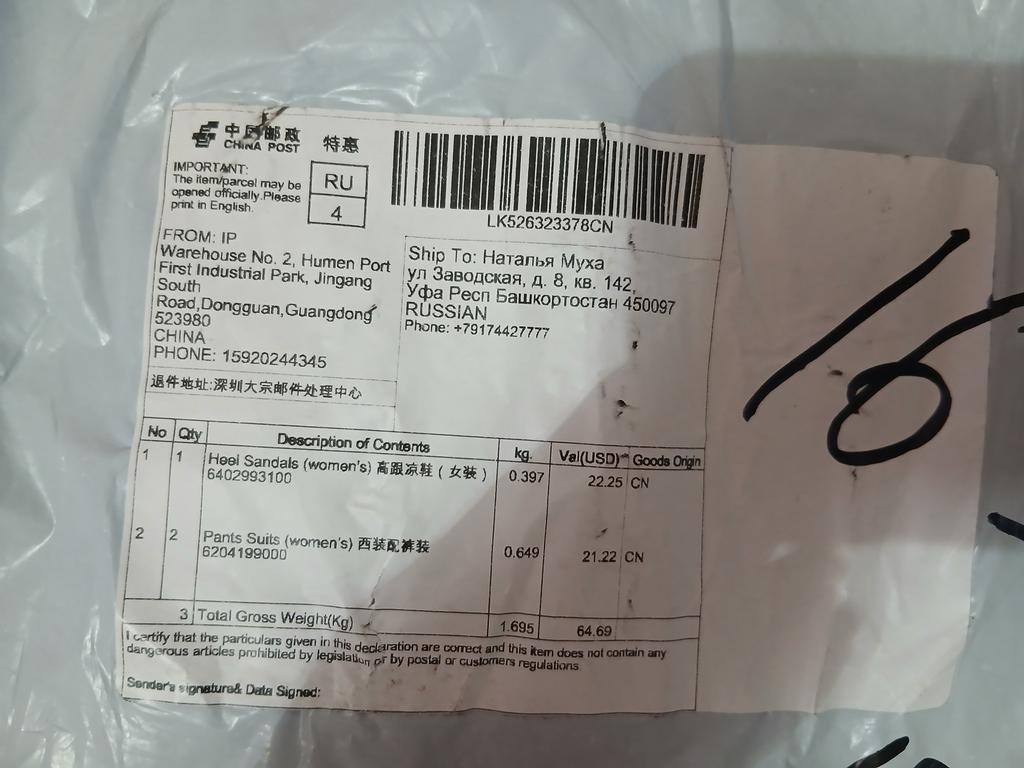 中国邮政
CHINA POST
特惠
IMPORTANT:
The item/parcel may be
opened officially.Please
print in English.
RU
4
LK526323378CN
FROM: IP
Warehouse No. 2, Humen Port
First Industrial Park, Jingang
South
Road,Dongguan,Guangdong
523980
CHINA
PHONE: 15920244345
Ship To: Наталья Муха
ул Заводская, д. 8, кв. 142,
Уфа Респ Башкортостан 450097
RUSSIAN
Phone: +79174427777
退件地址:深圳大宗邮件处理中心
No Qty Description of Contents kg. Val(USD) Goods Origin
1 1 Heel Sandals (women's) 高跟凉鞋(女装) 0.397 22.25 CN
6402993100
2 2 Pants Suits (women's) 西装配裤装 0.649 21.22 CN
6204199000
3 Total Gross Weight(Kg) 1.695 64.69
I certify that the particulars given in this declaration are correct and this item does not contain any
dangerous articles prohibited by legislation or by postal or customers regulations
Sender's signature& Data Signed:
16